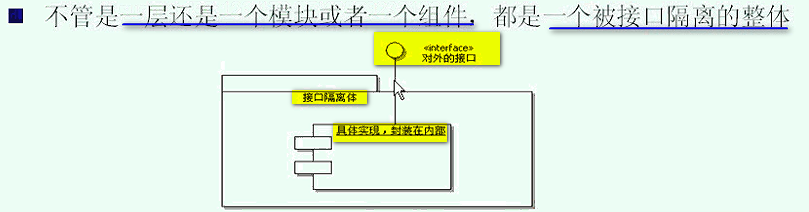 不管是一层还是一个模块或者一个组件，都是一个被接口隔离的整体
«interface»
对外的接口
接口隔离体
具体实现，封装在内部